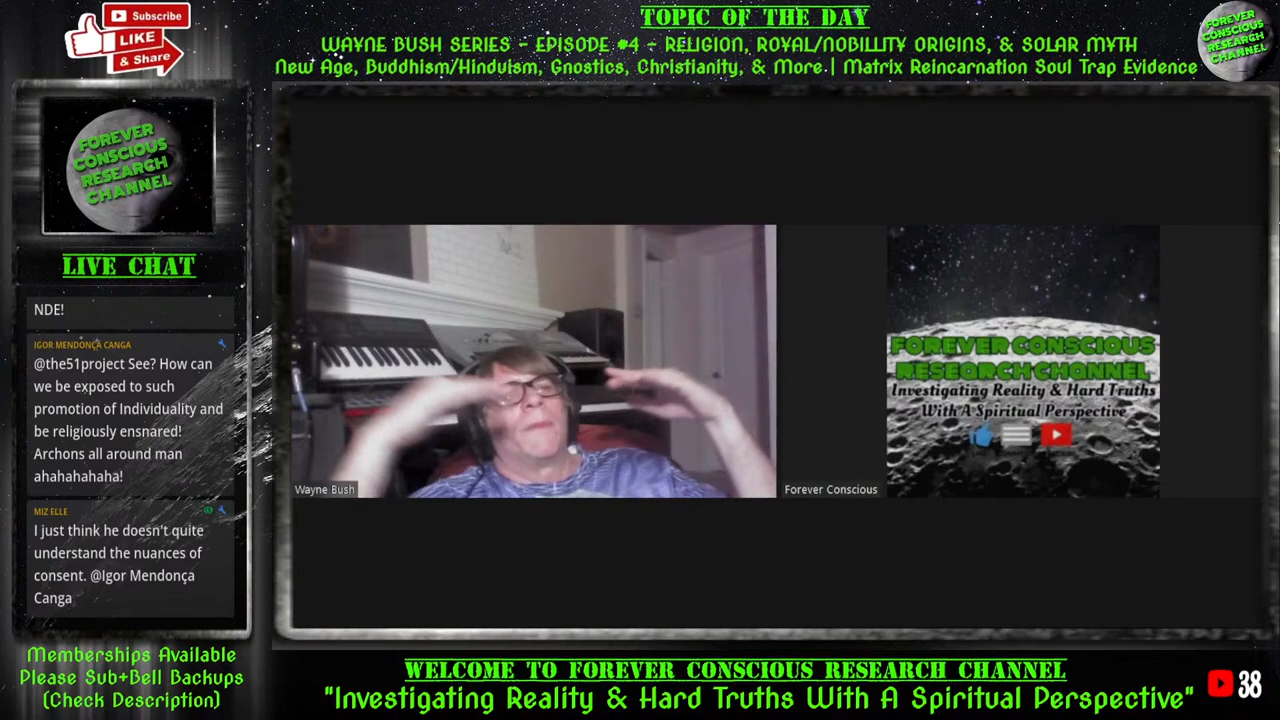 Subscribe
LIKE
& Share
TOPIC OF THE DAY
WAYNE BUSH SERIES - EPISODE #4 - RELIGION, ROYAL/NOBILLITY ORIGINS, & SOLAR MYTH
New Age, Buddhism/Hinduism, Gnostics, Christianity, & More | Matrix Reincarnation Soul Trap Evidence
FOREVER
CONSCIOUS
RESEARCH
CHANNEL
FOREVER
CONSCIOUS
RESEARCH
CHANNEL
LIVE CHAT
NDE!
IGOR MENDONÇA CANGA
@the51project See? How can
we be exposed to such
promotion of Individuality and
be religiously ensnared!
Archons all around man
ahahahahaha!
MIZ ELLE
I just think he doesn't quite
understand the nuances of
consent. @Igor Mendonça
Canga
Wayne Bush
FOREVER CONSCIOUS
RESEARCH CHANNEL
Investigating Reality & Hard Truths
With A Spiritual Perspective
Forever Conscious
Memberships Available
Please Sub+Bell Backups
(Check Description)
WELCOME TO FOREVER CONSCIOUS RESEARCH CHANNEL
"Investigating Reality & Hard Truths With A Spiritual Perspective"
38